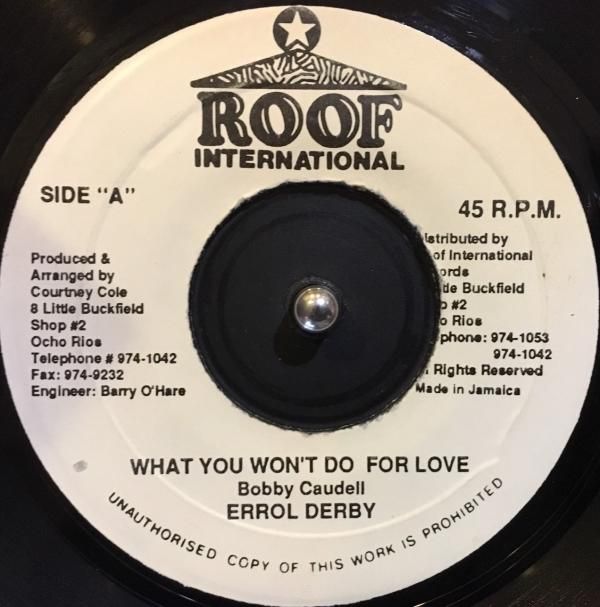 ROOF
INTERNATIONAL
SIDE "A"
45 R.P.M.
Produced &
Arranged by
Courtney Cole
8 Little Buckfield
Shop #2
Ocho Rios
Telephone # 974-1042
Fax: 974-9232
Engineer: Barry O'Hare
istributed by
of International
ords
tle Buckfield
#2
o Rios
phone: 974-1053
974-1042
Rights Reserved
Made in Jamaica
WHAT YOU WON'T DO FOR LOVE
Bobby Caudell
ERROL DERBY
UNAUTHORISED COPY OF THIS WORK IS PROHIBITED